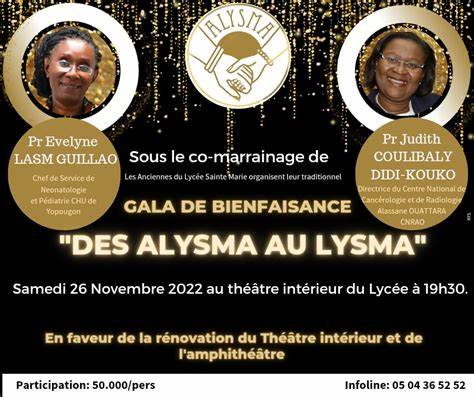 ALYSMA
Pr Evelyne
LASM GUILLAO
Chef de Service de
Neonatologie
et Pédiatrie CHU de
Yopougon
Pr Judith
COULIBALY
DIDI-KOUKO
Directrice du Centre National de
Cancérologie et de Radiologie
Alassane OUATTARA
CNRAO
Sous le co-marrainage de
Les Anciennes du Lycée Sainte Marie organisent leur traditionnel
GALA DE BIENFAISANCE
"DES ALYSMA AU LYSMA"
Samedi 26 Novembre 2022 au théâtre intérieur du Lycée à 19h30.
En faveur de la rénovation du Théâtre intérieur et de
l'amphithéâtre
Participation: 50.000/pers
Infoline: 05 04 36 52 52